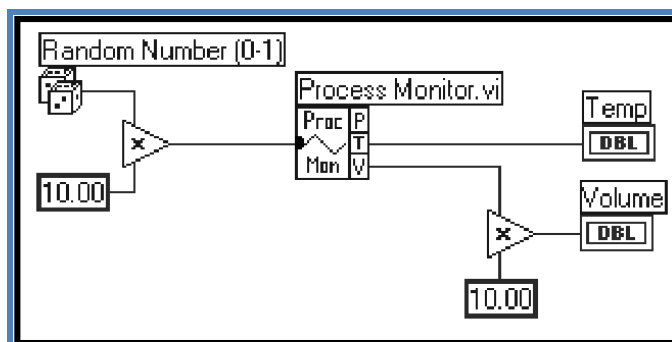 Random Number (0-1)
Process Monitor.vi
Proc P
T
Mon V
Temp
DBL
x
10.00
Volume
DBL
x
10.00